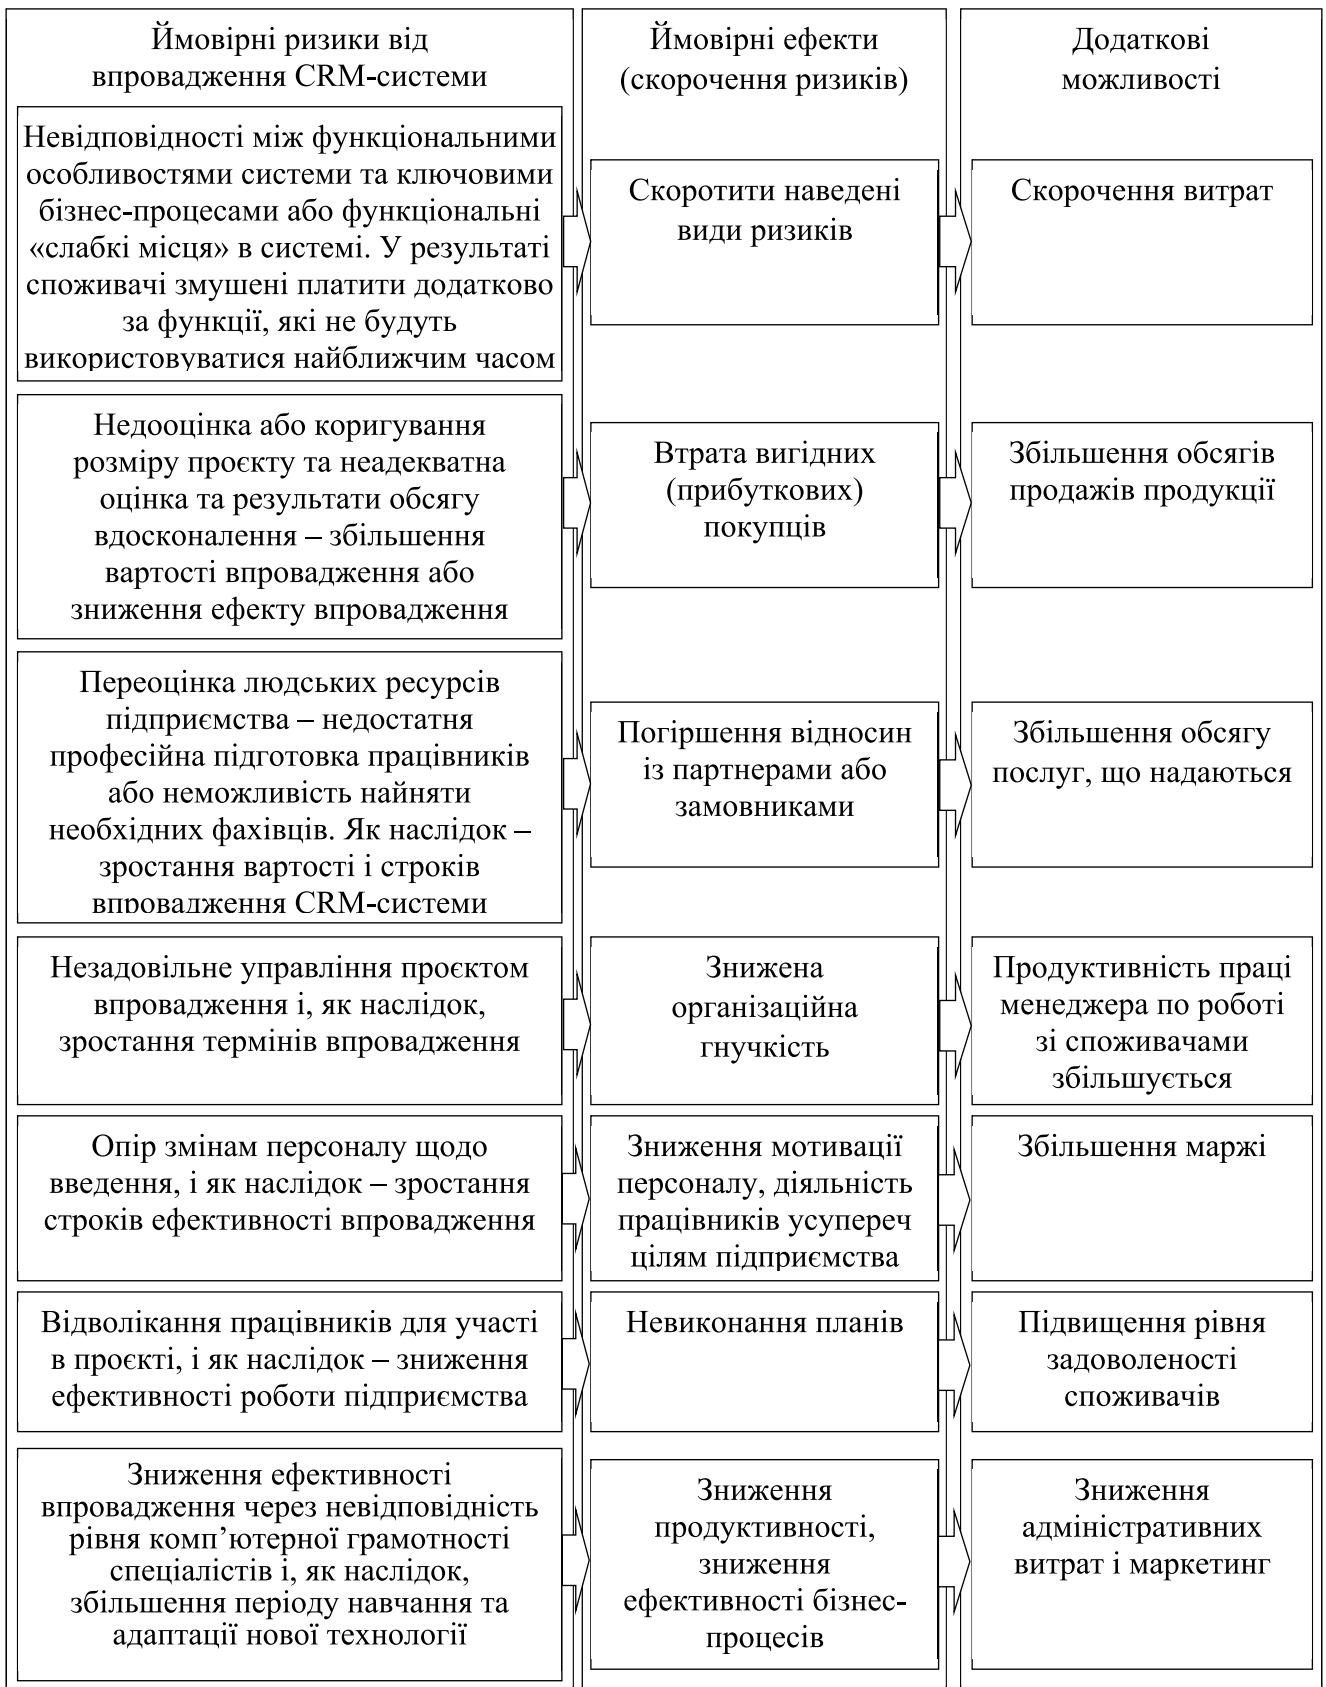 Ймовірні ризики від
впровадження CRM-системи
Ймовірні ефекти
(скорочення ризиків)
Додаткові
можливості
Невідповідності між функціональними
особливостями системи та ключовими
бізнес-процесами або функціональні
«слабкі місця» в системі. У результаті
споживачі змушені платити додатково
за функції, які не будуть
використовуватися найближчим часом
Скоротити наведені
види ризиків
Скорочення витрат
Недооцінка або коригування
розміру проєкту та неадекватна
оцінка та результати обсягу
вдосконалення – збільшення
вартості впровадження або
зниження ефекту впровадження
Втрата вигідних
(прибуткових)
покупців
Збільшення обсягів
продажів продукції
Переоцінка людських ресурсів
підприємства – недостатня
професійна підготовка працівників
або неможливість найняти
необхідних фахівців. Як наслідок –
зростання вартості і строків
впровадження CRM-системи
Погіршення відносин
із партнерами або
замовниками
Збільшення обсягу
послуг, що надаються
Незадовільне управління проєктом
впровадження і, як наслідок,
зростання термінів впровадження
Знижена
організаційна
гнучкість
Продуктивність праці
менеджера по роботі
зі споживачами
збільшується
Опір змінам персоналу щодо
введення, і як наслідок – зростання
строків ефективності впровадження
Зниження мотивації
персоналу, діяльність
працівників усупереч
цілям підприємства
Збільшення маржі
Відволікання працівників для участі
в проєкті, і як наслідок – зниження
ефективності роботи підприємства
Невиконання планів
Підвищення рівня
задоволеності
споживачів
Зниження ефективності
впровадження через невідповідність
рівня комп’ютерної грамотності
спеціалістів і, як наслідок,
збільшення періоду навчання та
адаптації нової технології
Зниження
продуктивності,
зниження
ефективності бізнес-
процесів
Зниження
адміністративних
витрат і маркетинг